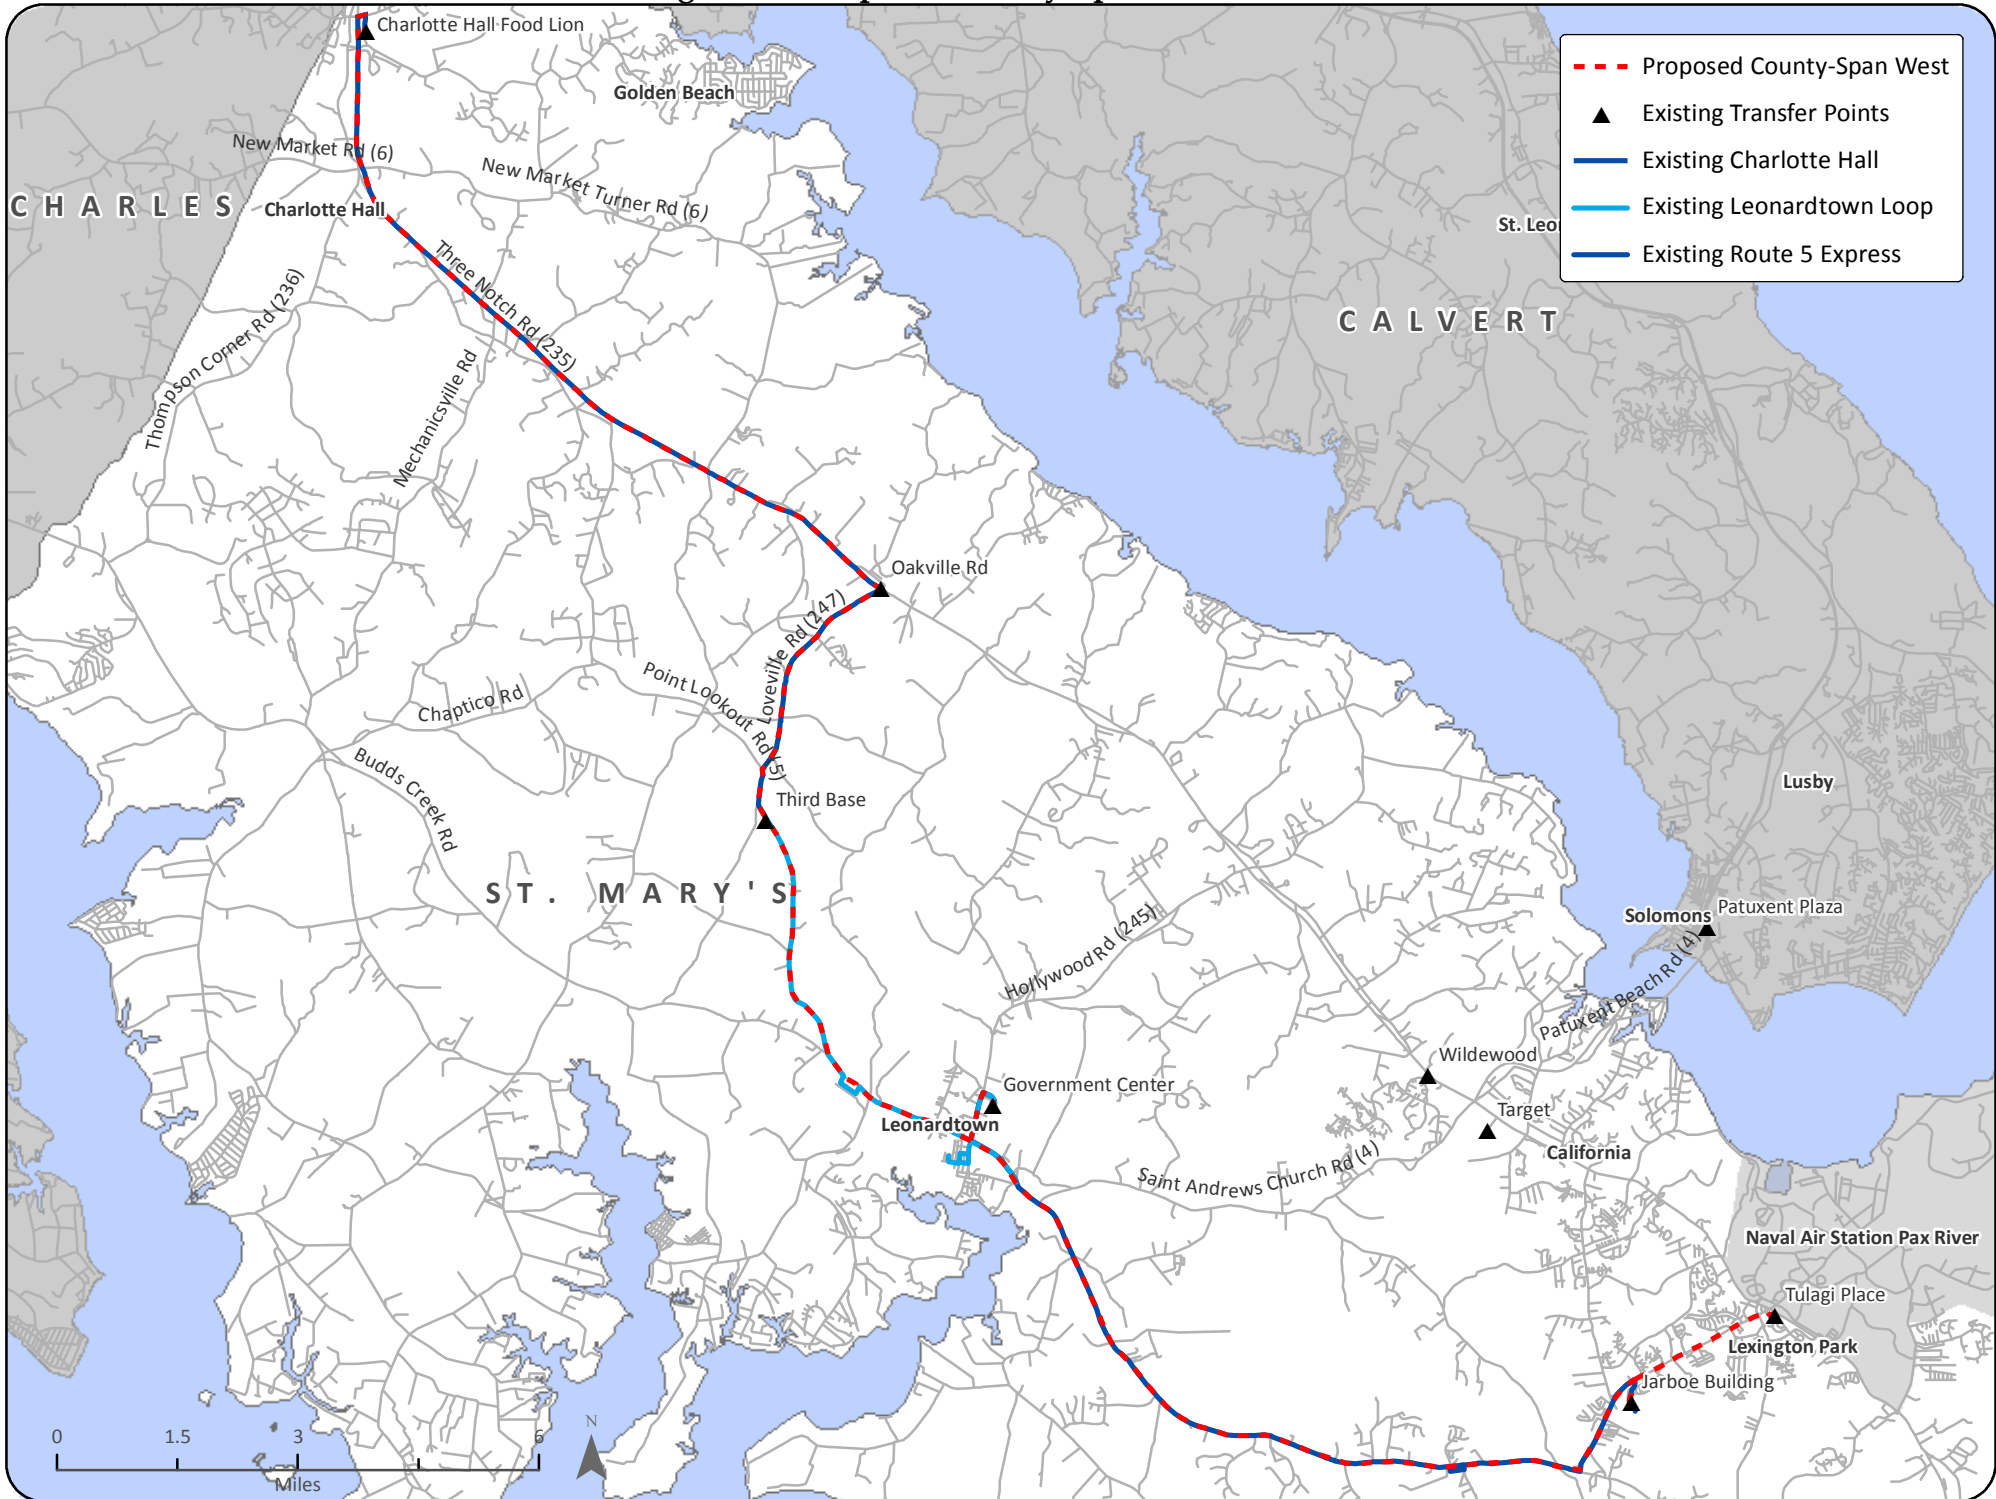 Charlotte Hall Food Lion
Golden Beach
Proposed County-Span West
Existing Transfer Points
Existing Charlotte Hall
Existing Leonardtown Loop
Existing Route 5 Express
New Market Rd (6)
New Market Turner Rd (6)
CHARLES
Charlotte Hall
St. Leo
Three Notch Rd (235)
CALVERT
Thompson Corner Rd (236)
Mechanicsville Rd
Oakville Rd
Loveville Rd (247)
Point Lookout Rd (5)
Chaptico Rd
Budds Creek Rd
Third Base
Lusby
ST. MARY'S
Solomons
Patuxent Plaza
Hollywood Rd (245)
Patuxent Beach Rd (4)
Wildewood
Government Center
Target
Leonardtown
California
Saint Andrews Church Rd (4)
Naval Air Station Pax River
Tulagi Place
Lexington Park
Jarboe Building
0 1.5 3 6
Miles
N